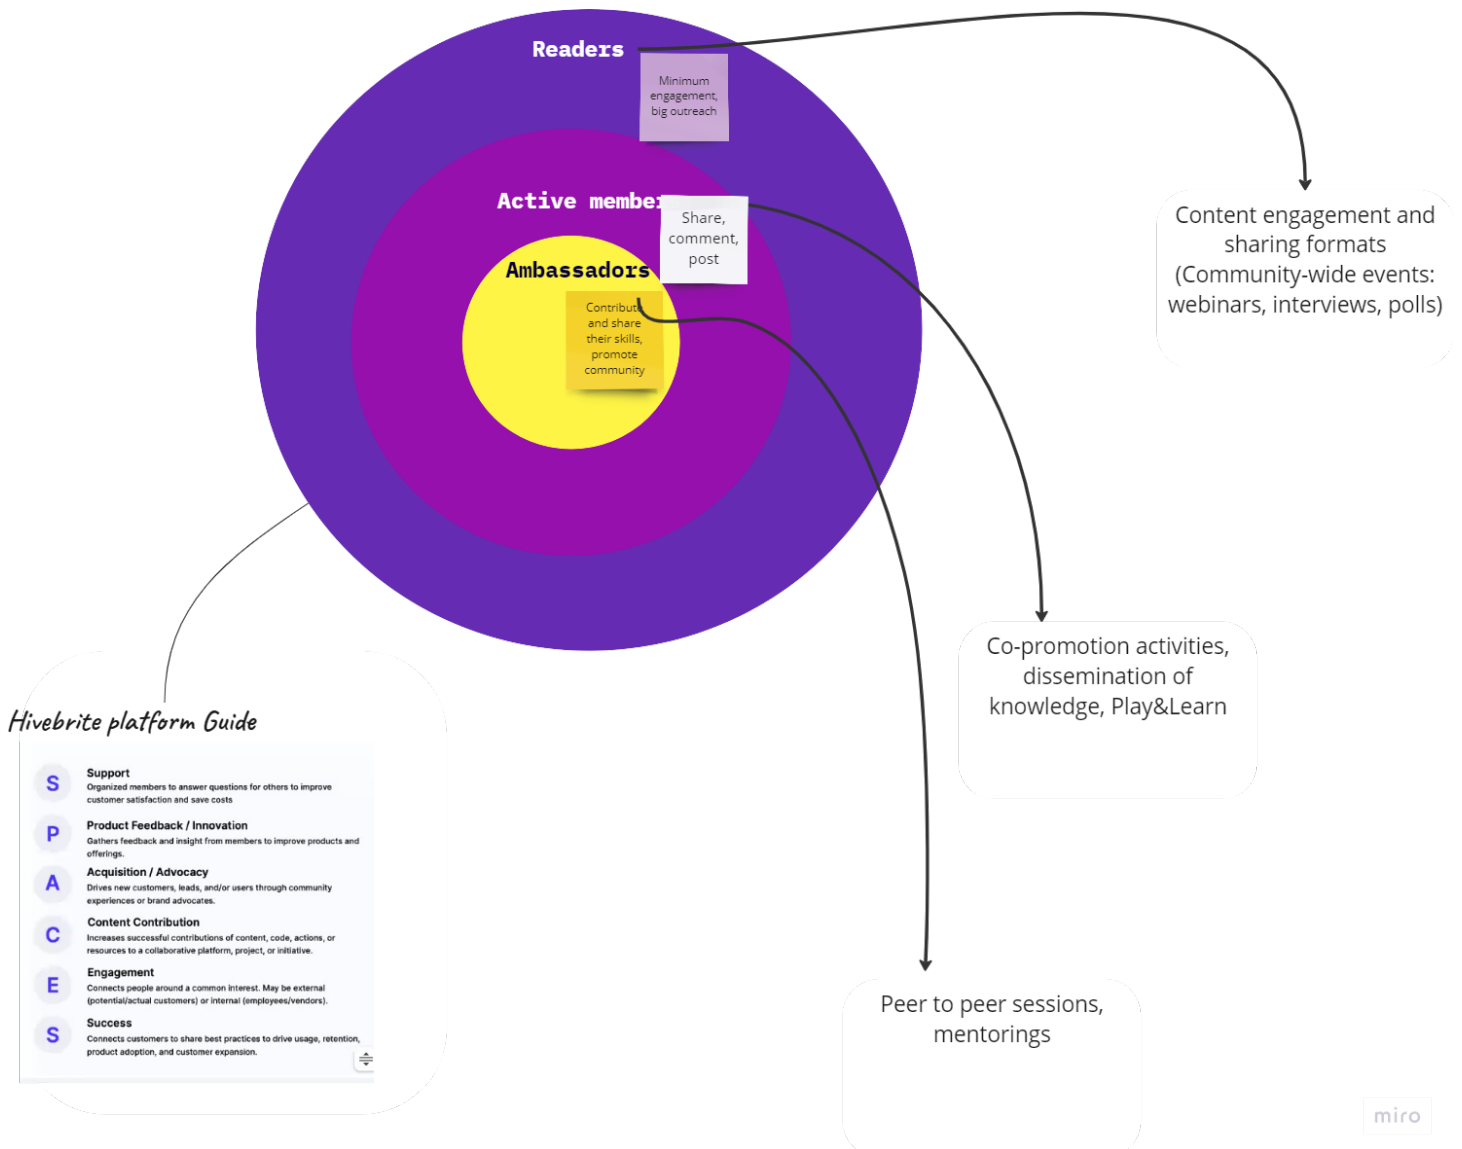 Readers
Minimum
engagement,
big outreach
Active member
Share,
comment,
post
Ambassadors
Contribute
and share
their skills,
promote
community
Content engagement and
sharing formats
(Community-wide events:
webinars, interviews, polls)
Co-promotion activities,
dissemination of
knowledge, Play&Learn
Peer to peer sessions,
mentorings
Hivebrite platform Guide
S
Support
Organized members to answer questions for others to improve
customer satisfaction and save costs
P
Product Feedback / Innovation
Gathers feedback and insight from members to improve products and
offerings.
A
Acquisition / Advocacy
Drives new customers, leads, and/or users through community
experiences or brand advocates.
C
Content Contribution
Increases successful contributions of content, code, actions, or
resources to a collaborative platform, project, or initiative.
E
Engagement
Connects people around a common interest. May be external
(potential/actual customers) or internal (employees/vendors).
S
Success
Connects customers to share best practices to drive usage, retention,
product adoption, and customer expansion.
miro